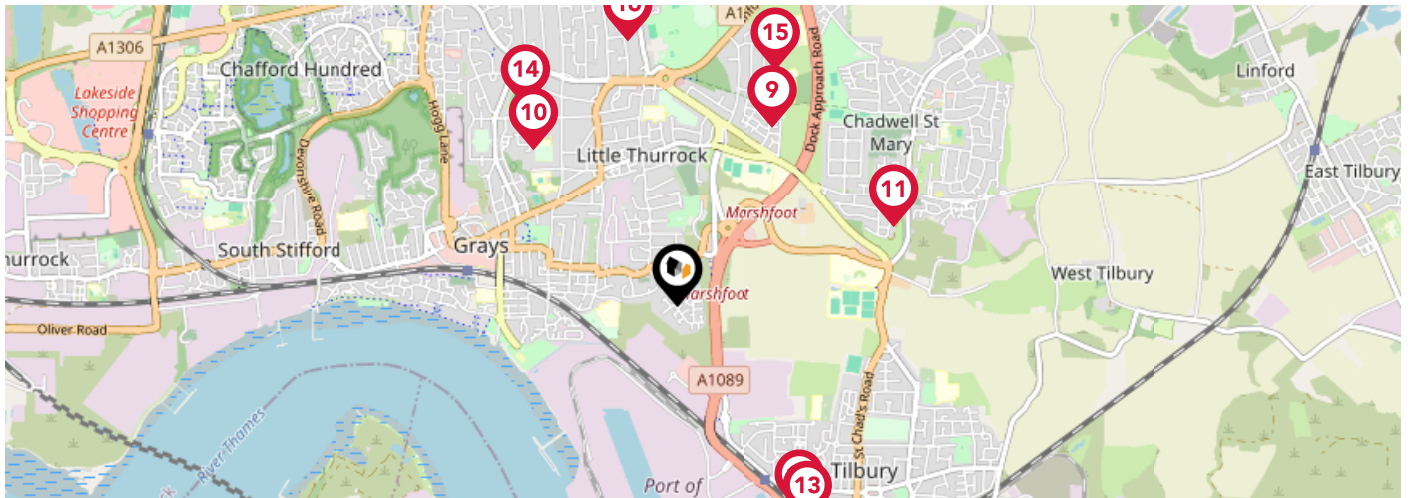 A1306
Chafford Hundred
Lakeside
Shopping
Centre
14
10
15
9
Dock Approach Road
Linford
Hogg Lane
Chadwell St
Mary
Little Thurrock
Devonshire Road
East Tilbury
11
Marshfoot
South Stifford
Grays
West Tilbury
Oliver Road
A1089
St Chad's Road
River Thames
13
Tilbury
Port of